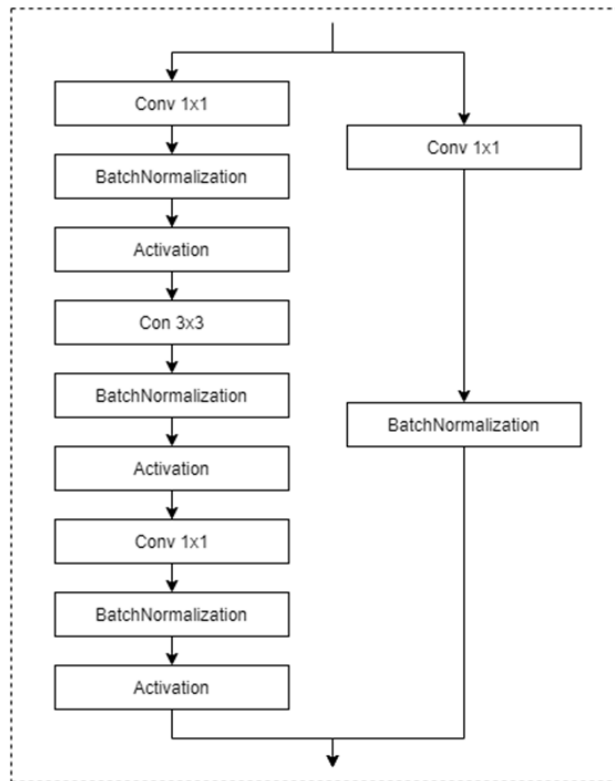 Conv 1x1
BatchNormalization
Activation
Con 3x3
BatchNormalization
Activation
Conv 1x1
BatchNormalization
Activation
Conv 1x1
BatchNormalization